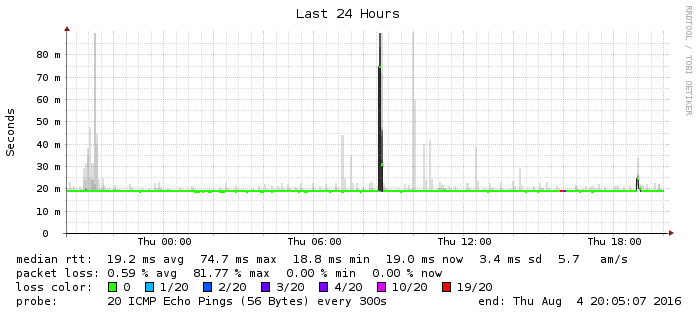 Last 24 Hours
RRDTOOL / TOBI OETIKER
Seconds
80 m
70 m
60 m
50 m
40 m
30 m
20 m
10 m
0
Thu 00:00 Thu 06:00 Thu 12:00 Thu 18:00
median rtt: 19.2 ms avg 74.7 ms max 18.8 ms min 19.0 ms now 3.4 ms sd 5.7 am/s
packet loss: 0.59 % avg 81.77 % max 0.00 % min 0.00 % now
loss color: 0 1/20 2/20 3/20 4/20 10/20 19/20
probe: 20 ICMP Echo Pings (56 Bytes) every 300s end: Thu Aug 4 20:05:07 2016